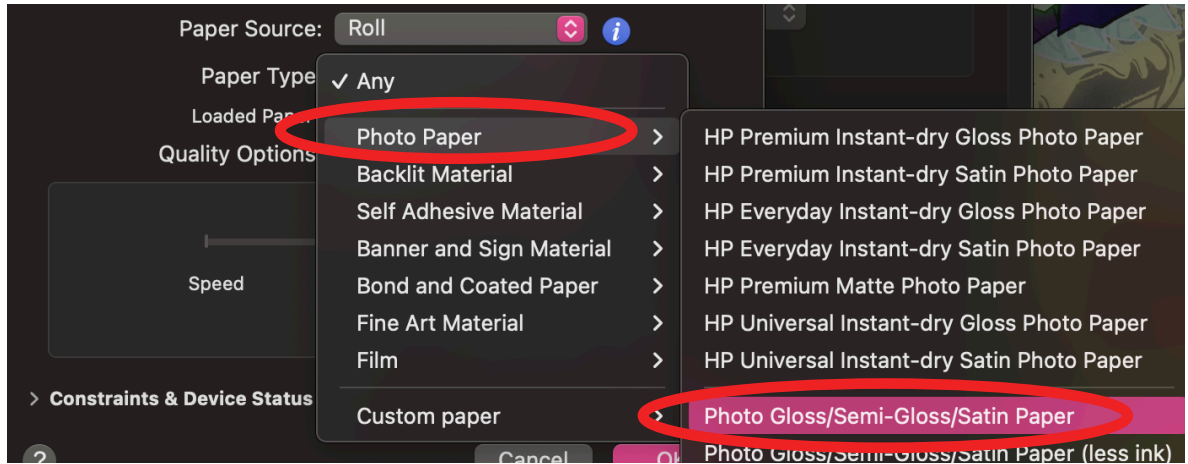 Paper Source: Roll
Paper Type
✓ Any
Loaded Paper
Photo Paper
Quality Options
Backlit Material
Self Adhesive Material
Banner and Sign Material
Speed
Bond and Coated Paper
Fine Art Material
Film
Constraints & Device Status
Custom paper
?
Cancel
OK
HP Premium Instant-dry Gloss Photo Paper
HP Premium Instant-dry Satin Photo Paper
HP Everyday Instant-dry Gloss Photo Paper
HP Everyday Instant-dry Satin Photo Paper
HP Premium Matte Photo Paper
HP Universal Instant-dry Gloss Photo Paper
HP Universal Instant-dry Satin Photo Paper
Photo Gloss/Semi-Gloss/Satin Paper
Photo Gloss/Semi-Gloss/Satin Paper (less ink)